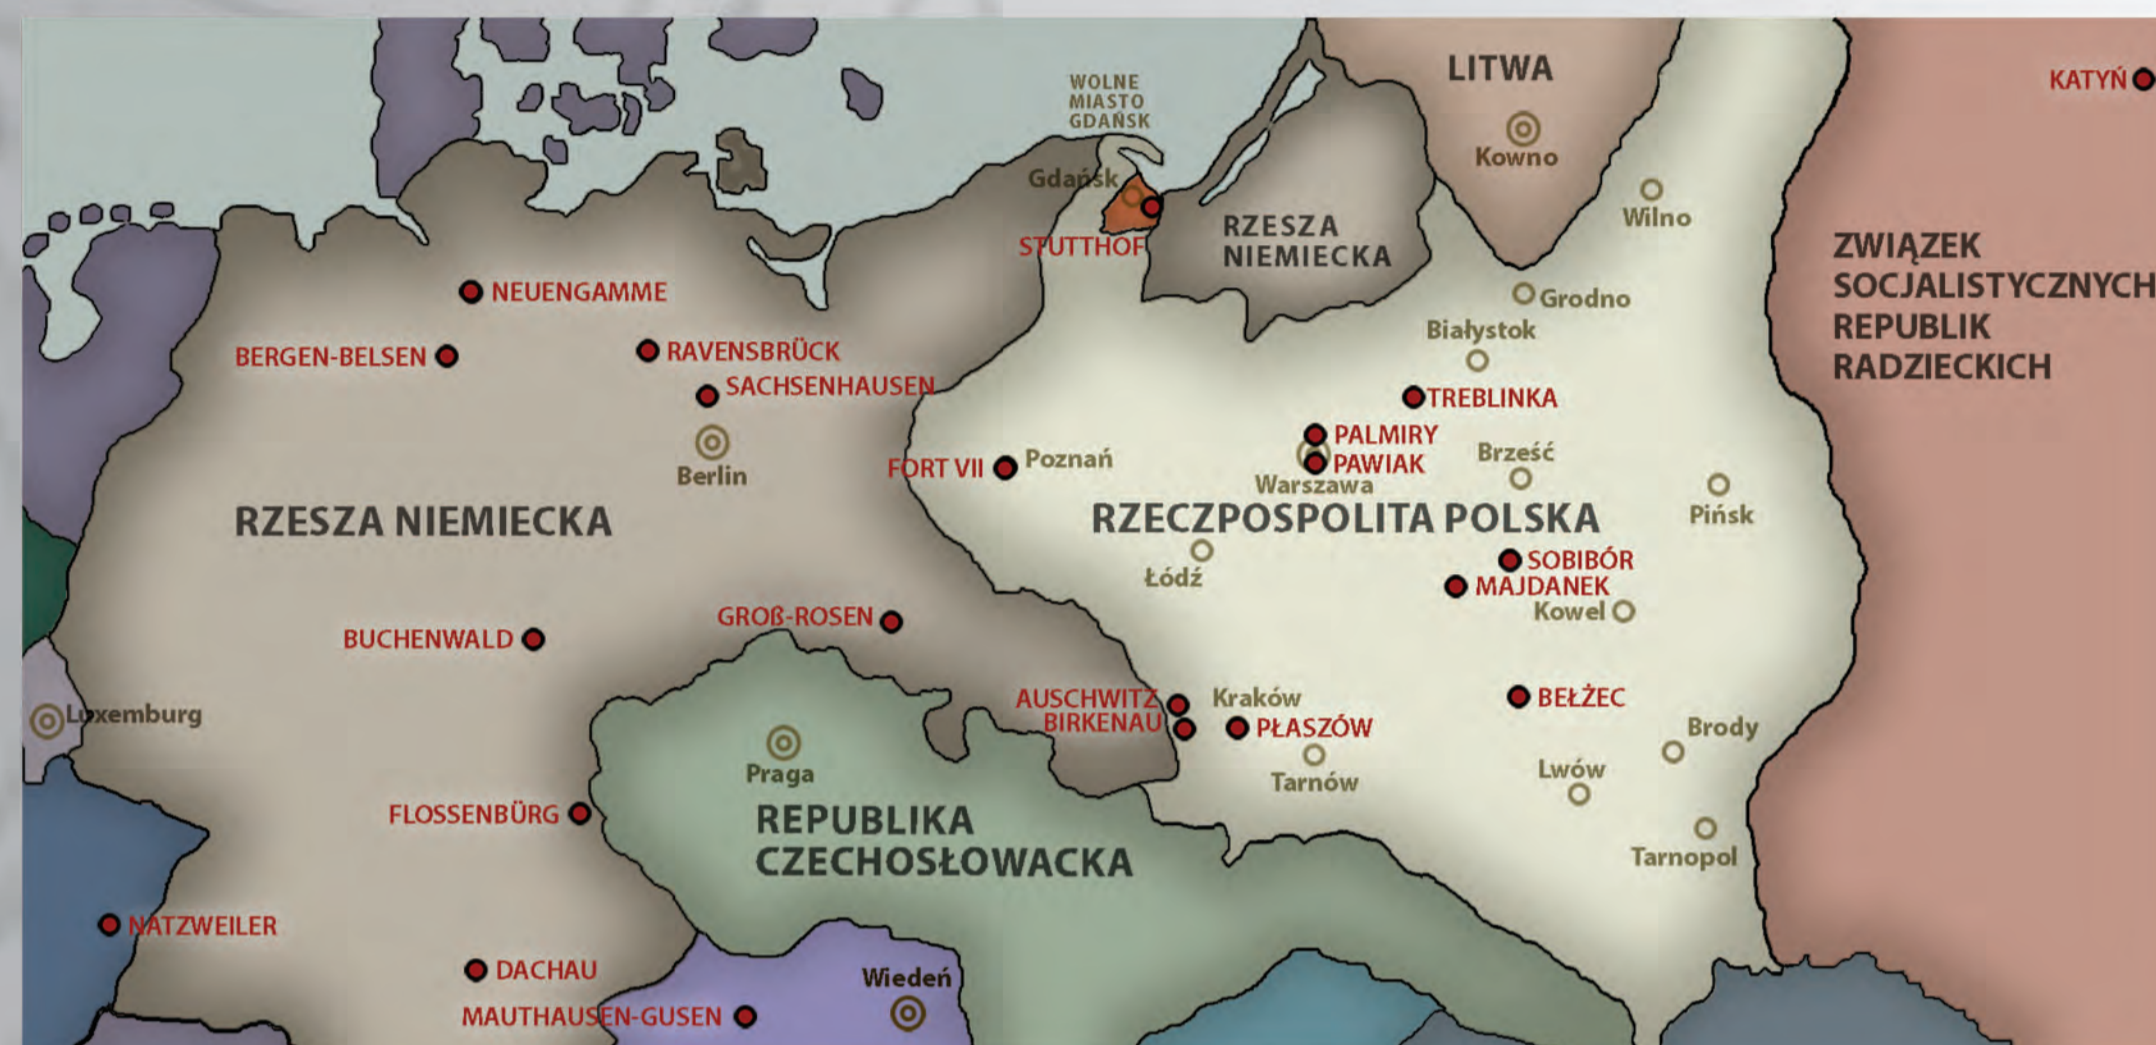 LITWA
KATYŃ
WOLNE
MIASTO
GDAŃSK
Kowno
Gdańsk
Wilno
RZESZA
NIEMIECKA
STUTTHOF
ZWIĄZEK
SOCJALISTYCZNYCH
REPUBLIK
RADZIECKICH
NEUENGAMME
Grodno
Białystok
BERGEN-BELSEN
RAVENSBRÜCK
SACHSENHAUSEN
TREBLINKA
PALMIRY
Brześć
Berlin
FORT VII
Poznań
PAWIAK
Warszawa
RZESZA NIEMIECKA
RZECZPOSPOLITA POLSKA
Pińsk
SOBIBÓR
Łódź
MAJDANEK
Kowel
GROß-ROSEN
BUCHENWALD
AUSCHWITZ
Kraków
BEŁŻEC
Luxemburg
BIRKENAU
PŁASZÓW
Brody
Praga
Tarnów
Lwów
FLOSSENBÜRG
REPUBLIKA
CZECHOSŁOWACKA
Tarnopol
NATZWEILER
DACHAU
Wiedeń
MAUTHAUSEN-GUSEN